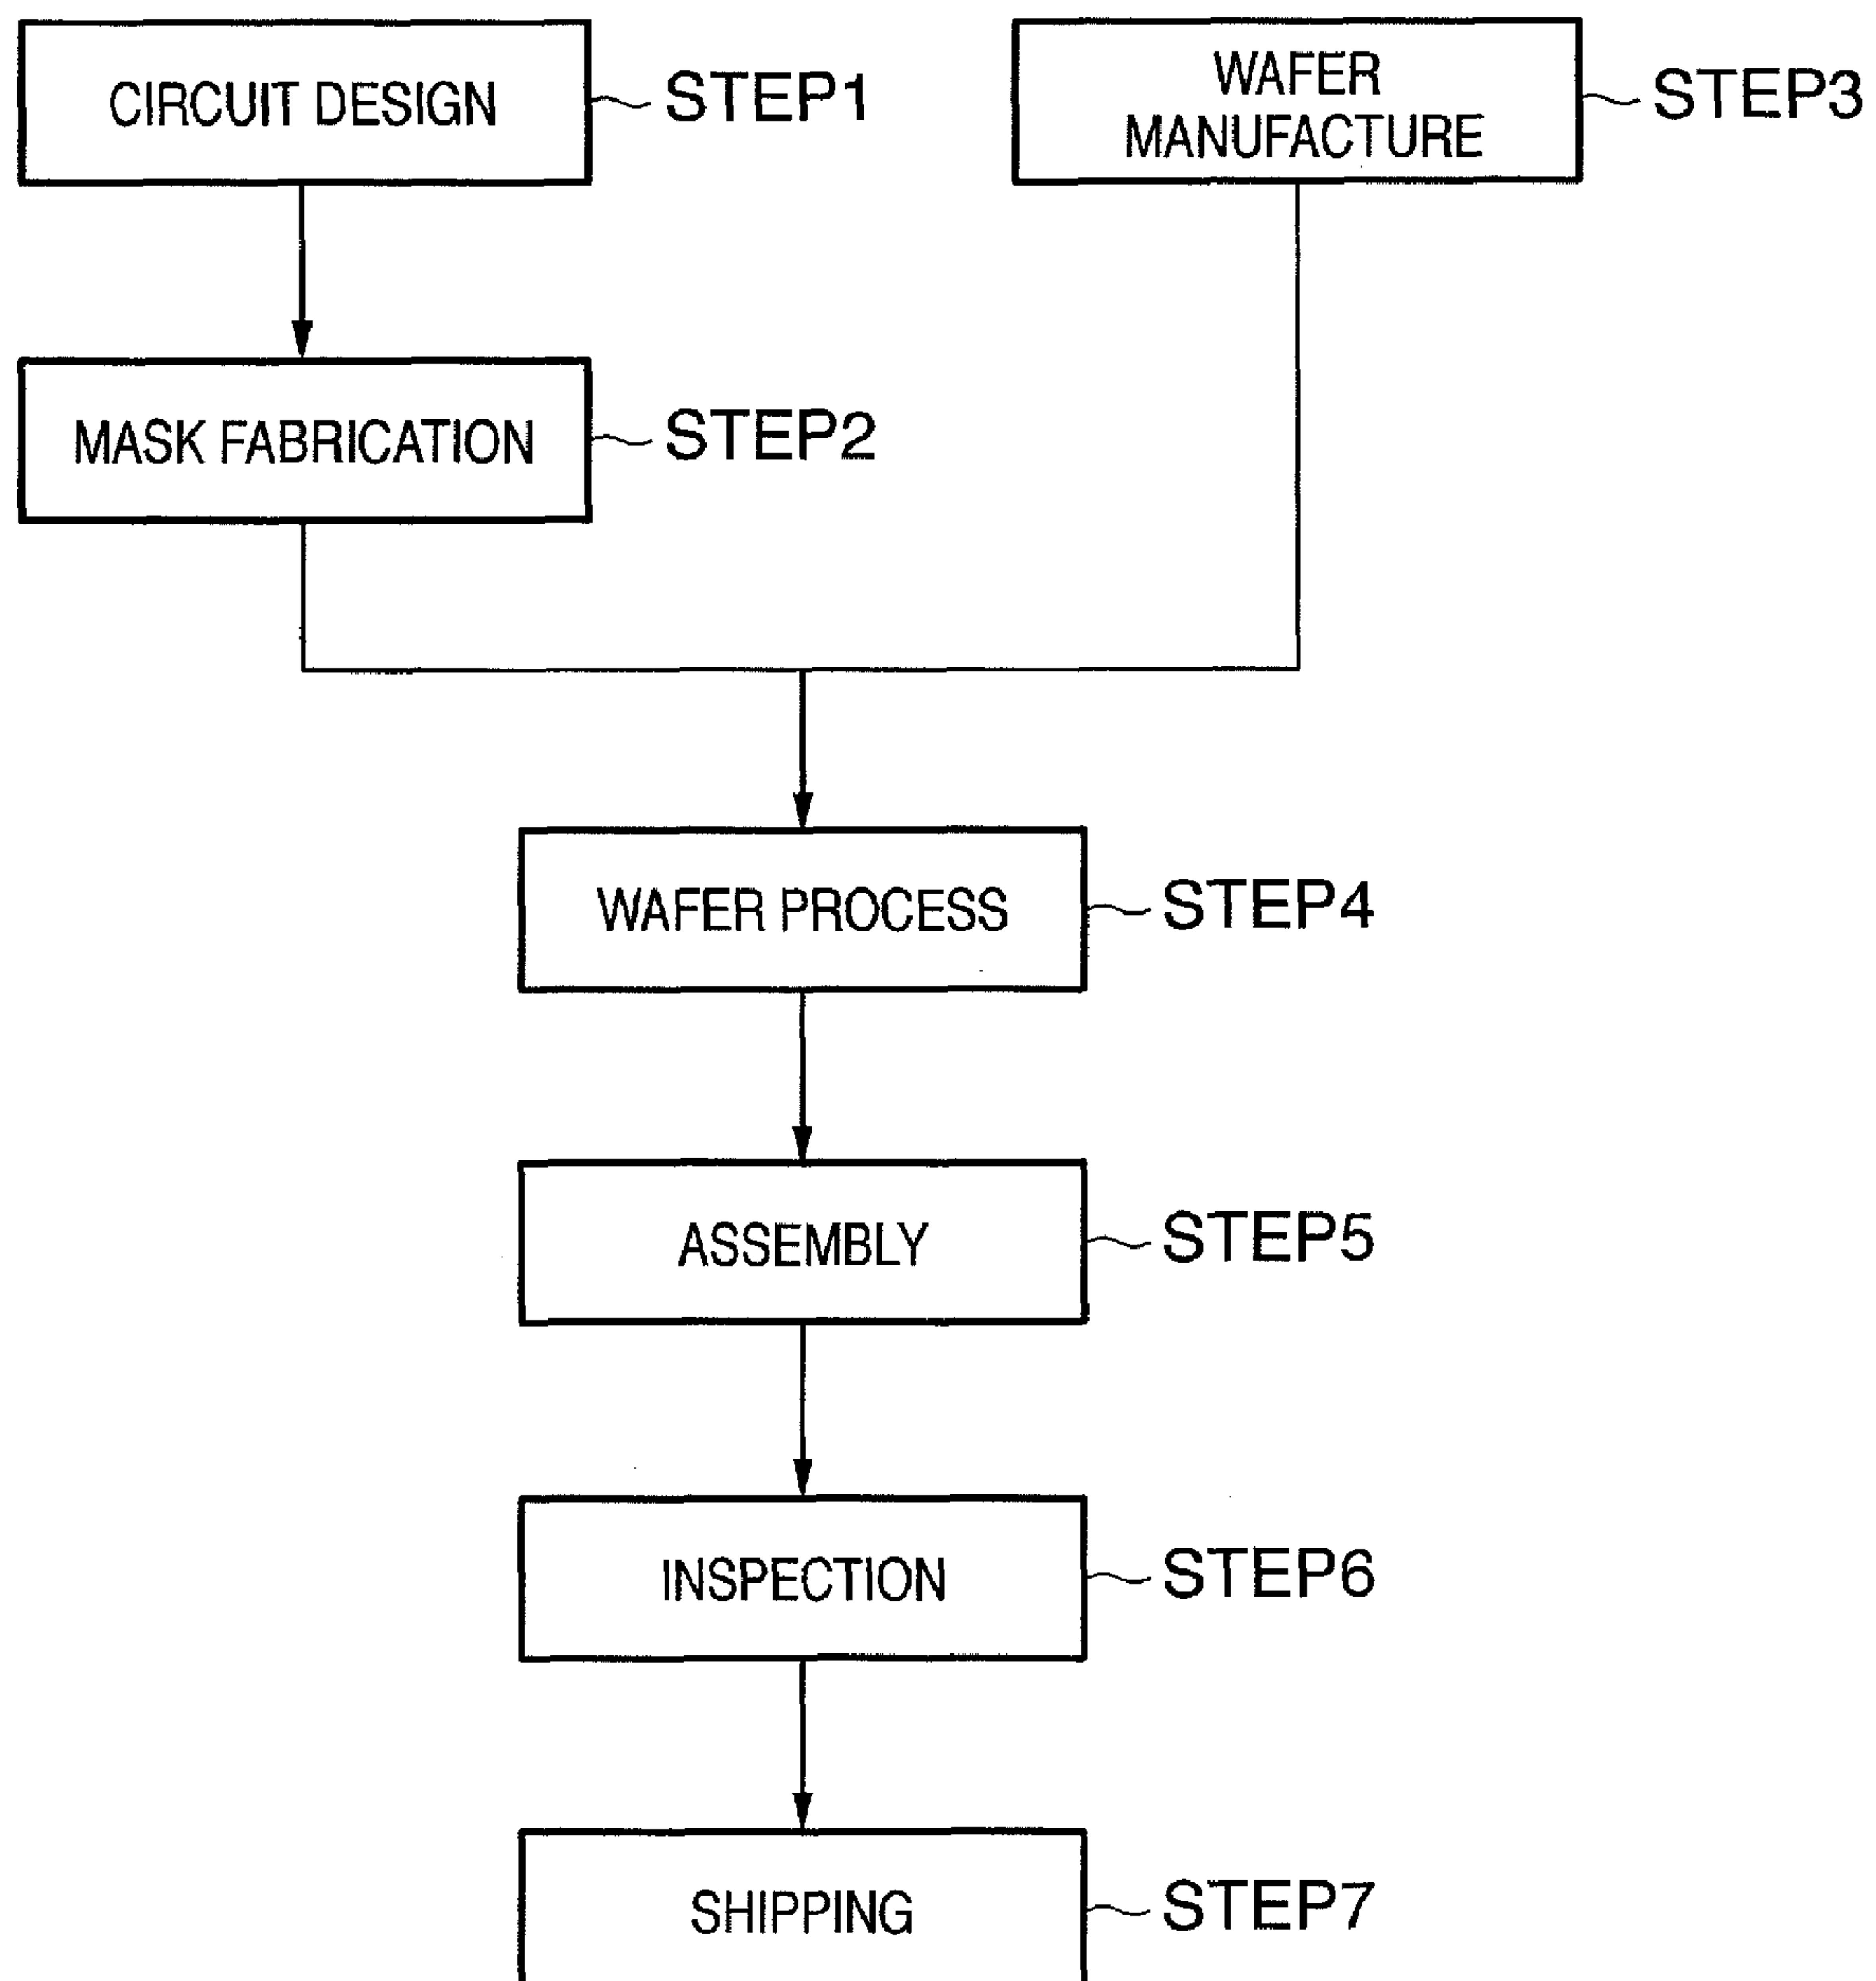 CIRCUIT DESIGN
STEP1
WAFER
MANUFACTURE
STEP3
MASK FABRICATION
STEP2
WAFER PROCESS
STEP4
ASSEMBLY
STEP5
INSPECTION
STEP6
SHIPPING
STEP7